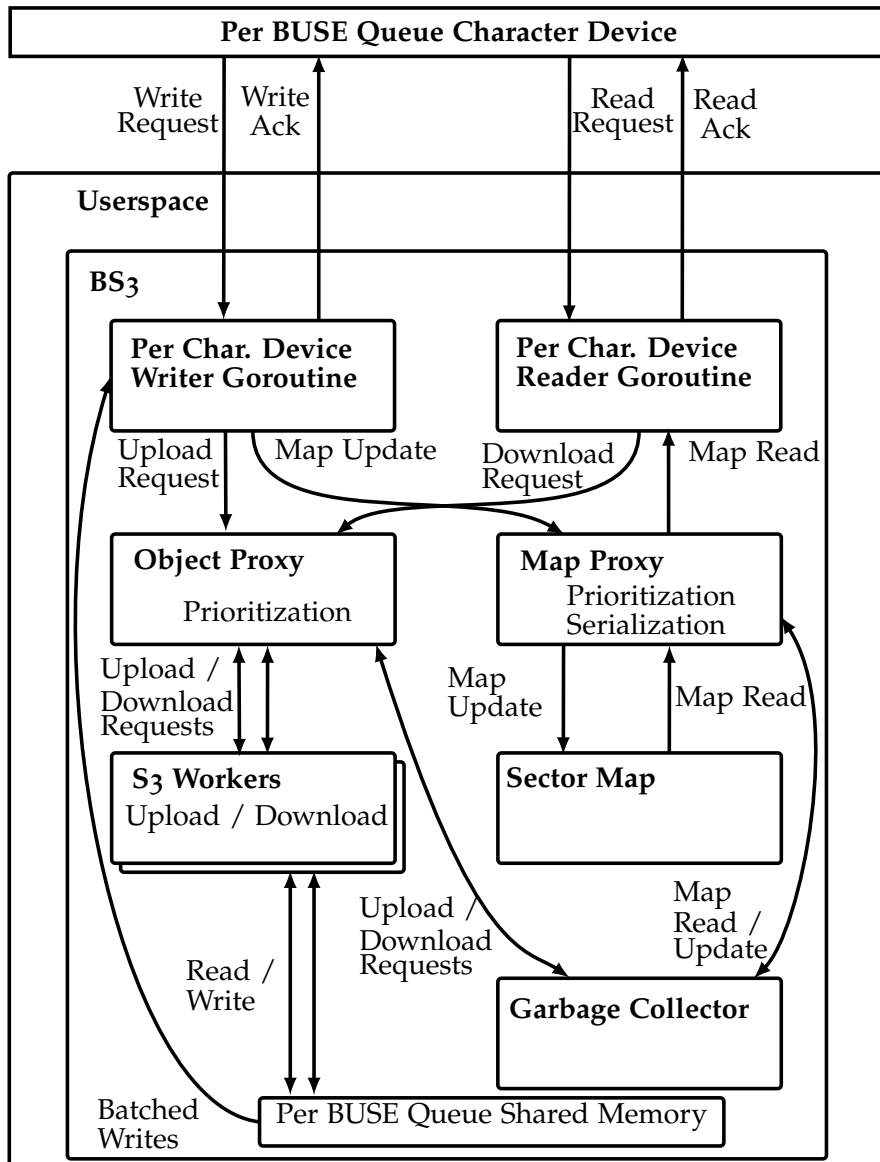 Per BUSE Queue Character Device
Write
Request
Write
Ack
Read
Request
Read
Ack
Userspace
BS3
Per Char. Device
Writer Goroutine
Per Char. Device
Reader Goroutine
Upload
Request
Map Update
Download
Request
Map Read
Object Proxy
Prioritization
Map Proxy
Prioritization
Serialization
Upload /
Download
Requests
Map
Update
Map Read
S3 Workers
Upload / Download
Sector Map
Read /
Write
Upload /
Download
Requests
Map
Read /
Update
Garbage Collector
Batched
Writes
Per BUSE Queue Shared Memory